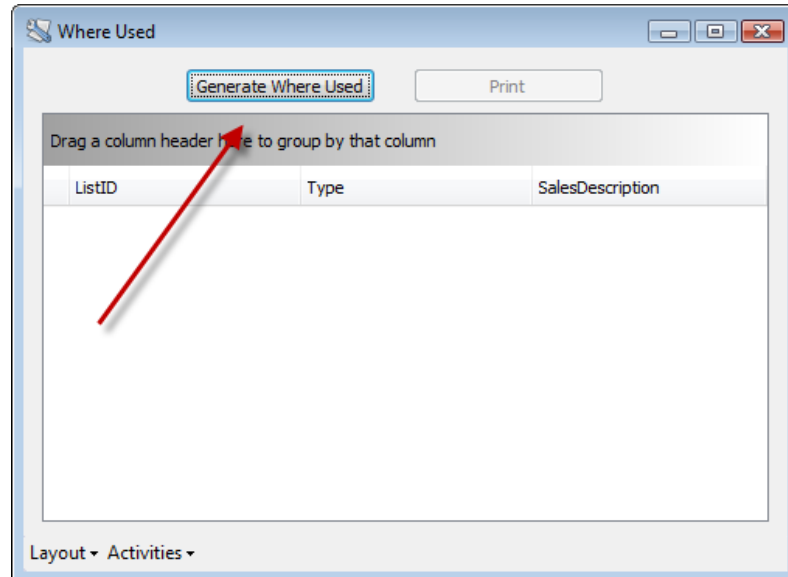 Where Used
Generate Where Used Print
Drag a column header here to group by that column
ListID Type SalesDescription
Layout Activities